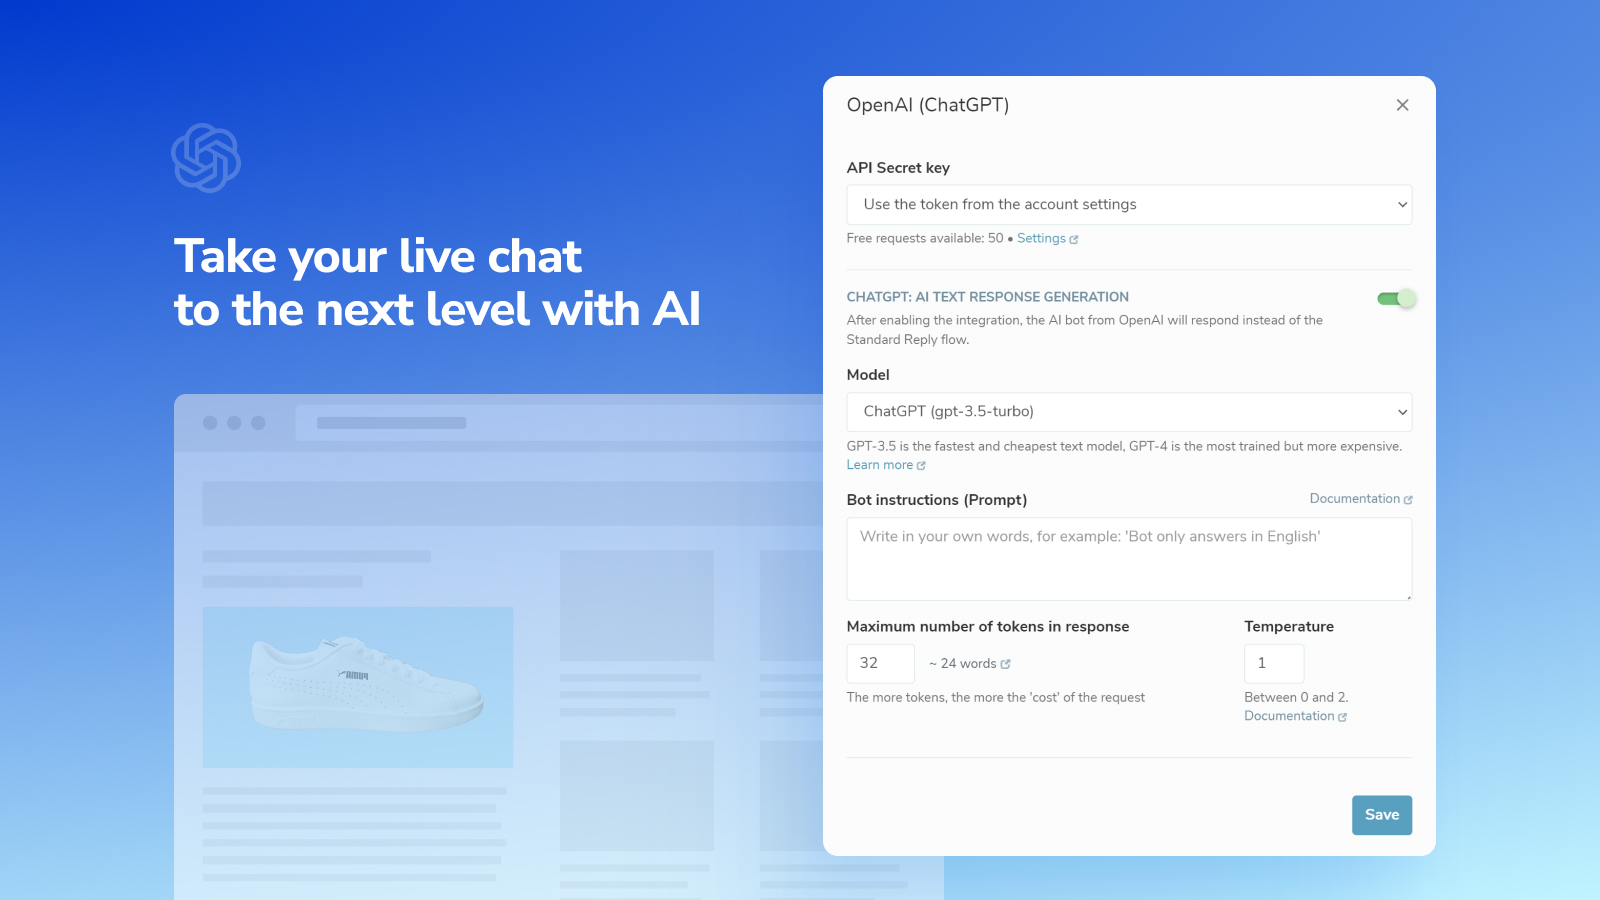 Take your live chat
to the next level with AI
OpenAI (ChatGPT)
API Secret key
Use the token from the account settings
Free requests available: 50 • Settings
CHATGPT: AI TEXT RESPONSE GENERATION
After enabling the integration, the AI bot from OpenAI will respond instead of the
Standard Reply flow.
Model
ChatGPT (gpt-3.5-turbo)
GPT-3.5 is the fastest and cheapest text model, GPT-4 is the most trained but more expensive.
Learn more
Bot instructions (Prompt)
Documentation
Write in your own words, for example: 'Bot only answers in English'
Maximum number of tokens in response
32
~ 24 words
The more tokens, the more the 'cost' of the request
Temperature
1
Between 0 and 2.
Documentation
Save
PUMA